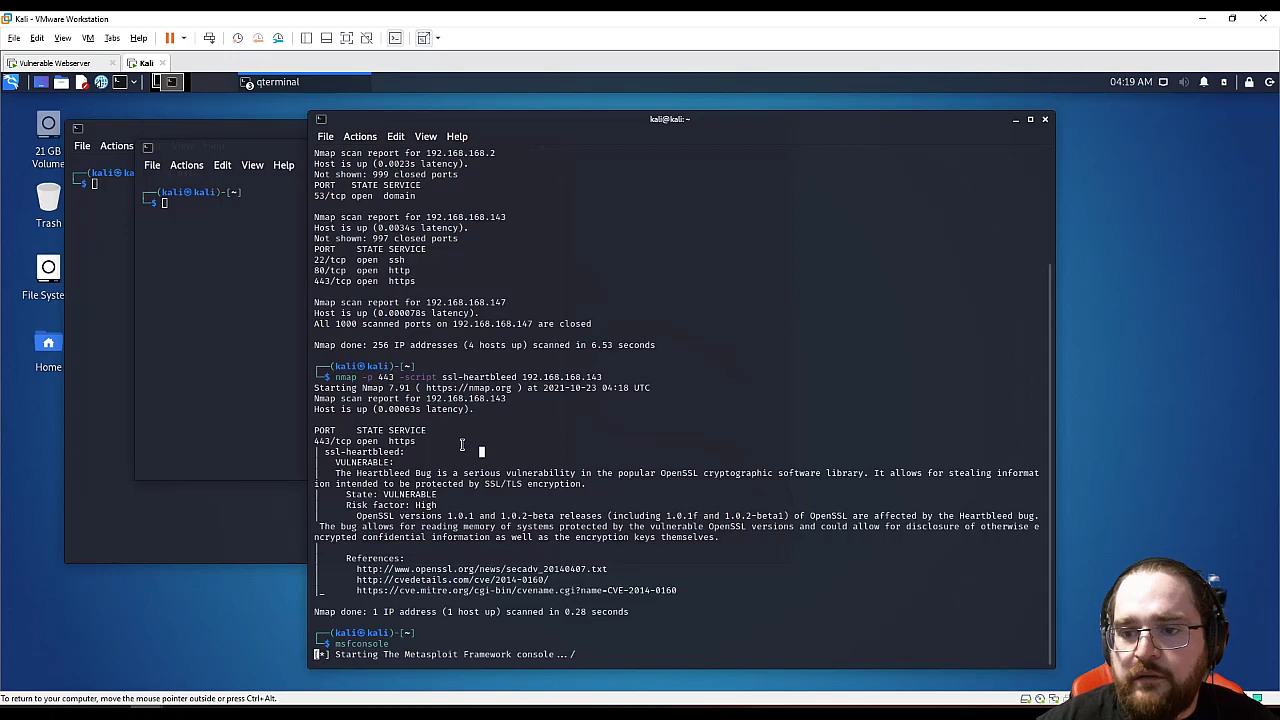 Kali - VMware Workstation
File Edit View VM Tabs Help
Vulnerable Webserver
Kali
qterminal
04:19 AM
kali@kali: ~
File Actions Edit View Help
Nmap scan report for 192.168.168.2
Host is up (0.0023s latency).
Not shown: 999 closed ports
PORT STATE SERVICE
53/tcp open domain
Nmap scan report for 192.168.168.143
Host is up (0.0034s latency).
Not shown: 997 closed ports
PORT STATE SERVICE
22/tcp open ssh
80/tcp open http
443/tcp open https
Nmap scan report for 192.168.168.147
Host is up (0.000078s latency).
All 1000 scanned ports on 192.168.168.147 are closed
Nmap done: 256 IP addresses (4 hosts up) scanned in 6.53 seconds
┌──(kali㉿kali)-[~]
└─$ nmap -p 443 -script ssl-heartbleed 192.168.168.143
Starting Nmap 7.91 ( https://nmap.org ) at 2021-10-23 04:18 UTC
Nmap scan report for 192.168.168.143
Host is up (0.00063s latency).
PORT STATE SERVICE
443/tcp open https
| ssl-heartbleed:
| VULNERABLE:
| The Heartbleed Bug is a serious vulnerability in the popular OpenSSL cryptographic software library. It allows for stealing informat
ion intended to be protected by SSL/TLS encryption.
| State: VULNERABLE
| Risk factor: High
| OpenSSL versions 1.0.1 and 1.0.2-beta releases (including 1.0.1f and 1.0.2-beta1) of OpenSSL are affected by the Heartbleed bug.
The bug allows for reading memory of systems protected by the vulnerable OpenSSL versions and could allow for disclosure of otherwise e
ncrypted confidential information as well as the encryption keys themselves.
|
| References:
| http://www.openssl.org/news/secadv_20140407.txt
| http://cvedetails.com/cve/2014-0160/
|_ https://cve.mitre.org/cgi-bin/cvename.cgi?name=CVE-2014-0160
Nmap done: 1 IP address (1 host up) scanned in 0.28 seconds
┌──(kali㉿kali)-[~]
└─$ msfconsole
[*] Starting The Metasploit Framework console.../
File Actions Edit View Help
┌──(kali㉿kali)-[~]
└─$
File Actions
┌──(kali㉿ka
└─$
21 GB
Volume
Trash
File Syste
Home
To return to your computer, move the mouse pointer outside or press Ctrl+Alt.